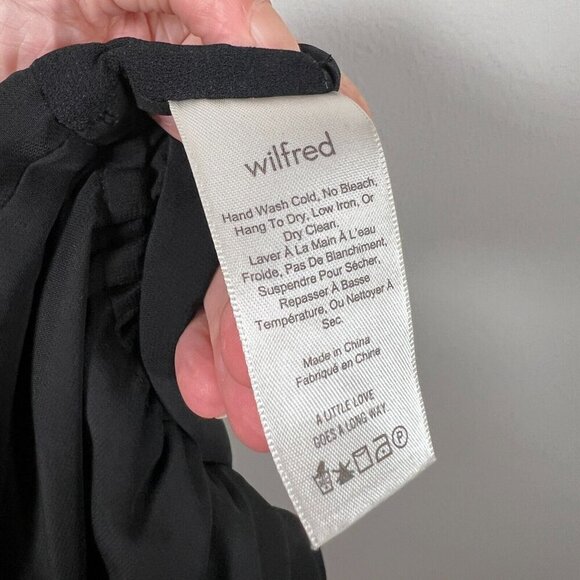 wilfred
Hand Wash Cold, No Bleach,
Hang To Dry, Low Iron, Or
Dry Clean.
Laver À La Main À L'eau
Froide, Pas De Blanchiment,
Suspendre Pour Sécher,
Repasser À Basse
Température, Ou Nettoyer À
Sec.
Made in China
Fabriqué en Chine
A LITTLE LOVE
GOES A LONG WAY.
P